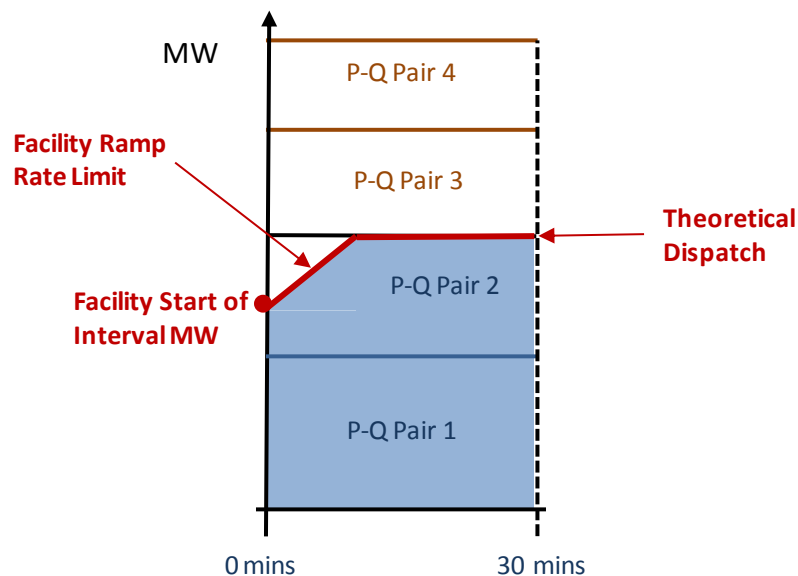 MW
P-Q Pair 4
Facility Ramp
Rate Limit
P-Q Pair 3
Theoretical
Dispatch
P-Q Pair 2
Facility Start of
Interval MW
P-Q Pair 1
0 mins
30 mins